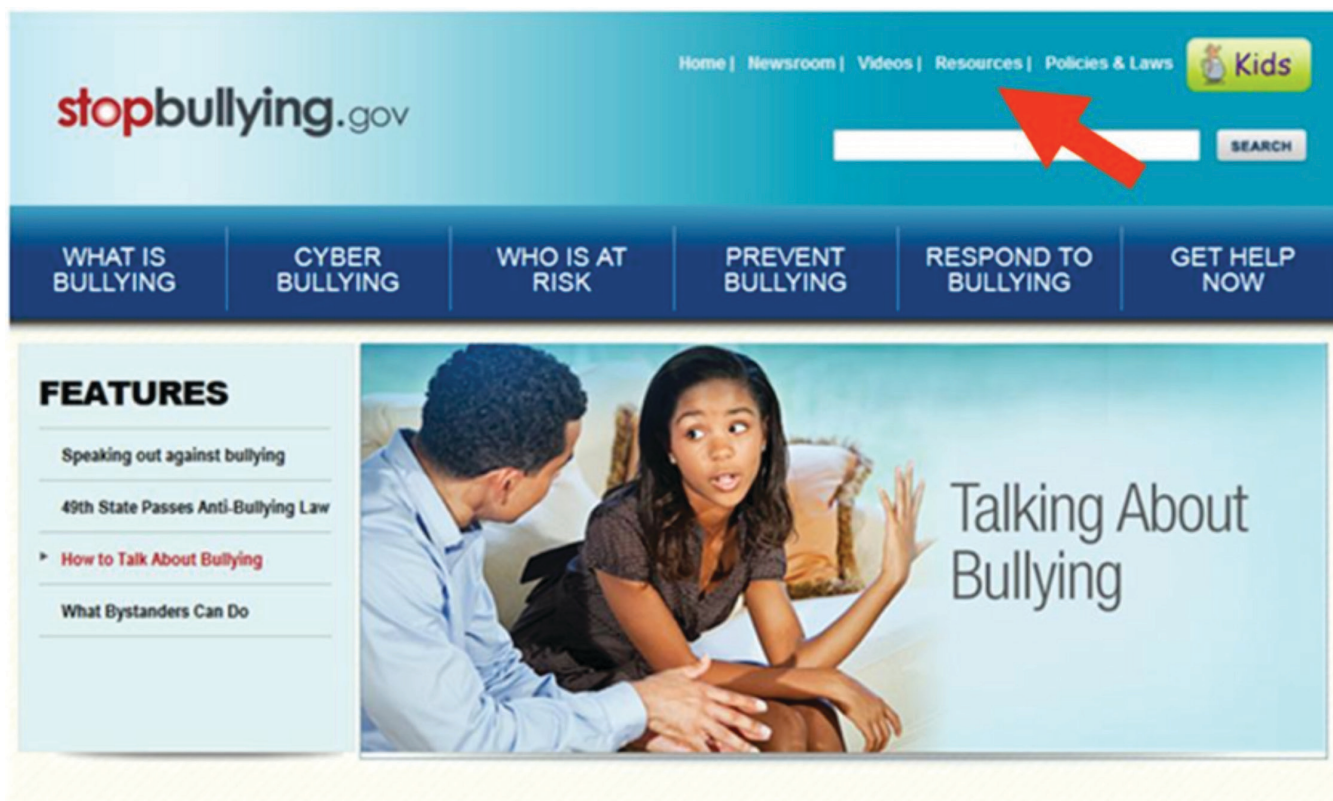 Home | Newsroom | Videos | Resources | Policies & Laws
Kids
stopbullying.gov
SEARCH
WHAT IS
BULLYING
CYBER
BULLYING
WHO IS AT
RISK
PREVENT
BULLYING
RESPOND TO
BULLYING
GET HELP
NOW
FEATURES
Speaking out against bullying
49th State Passes Anti-Bullying Law
How to Talk About Bullying
What Bystanders Can Do
Talking About
Bullying